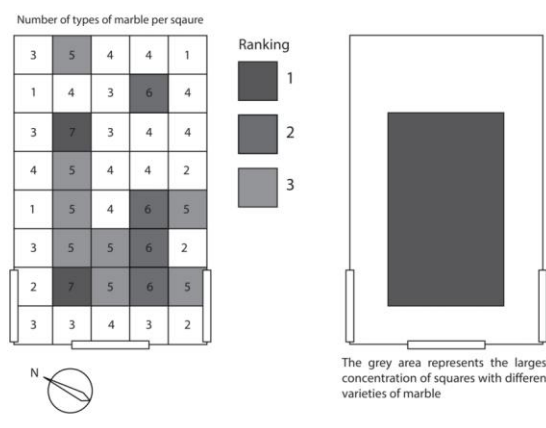 Number of types of marble per sqaure
3 5 4 4 1
1 4 3 6 4
3 7 3 4 4
4 5 4 4 2
1 5 4 6 5
3 5 5 6 2
2 7 5 6 5
3 3 4 3 2
Ranking
1
2
3
N
The grey area represents the larges
concentration of squares with differen
varieties of marble